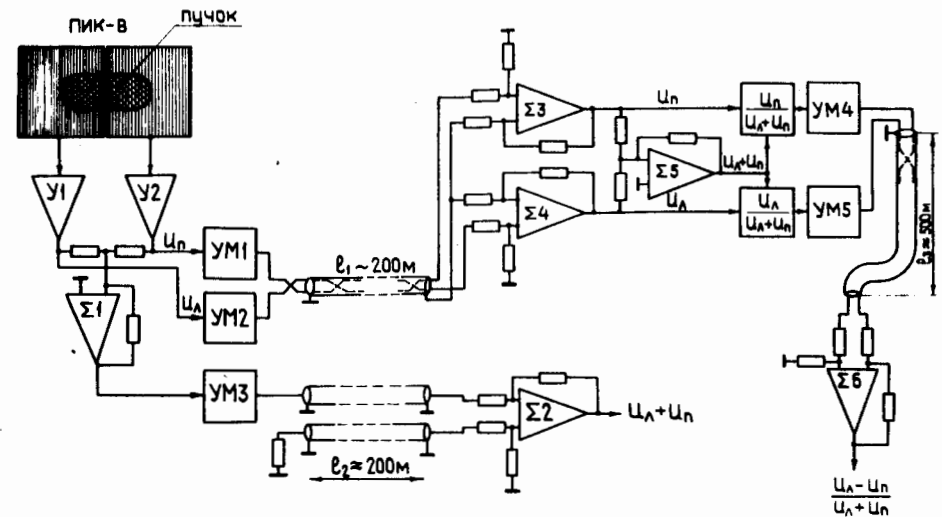 ПИК-В
пучок
У1
У2
Uп
УМ1
Uл
УМ2
Σ1
УМ3
ℓ₁ ~ 200м
ℓ₂ ≈ 200м
Σ2
Uл+Uп
Σ3
Σ4
Σ5
Uп
Uл+Uп
Uл
Uп
Uл+Uп
УМ4
Uл
Uл+Uп
УМ5
ℓ₃ ≈ 500м
Σ6
Uл-Uп
Uл+Uп